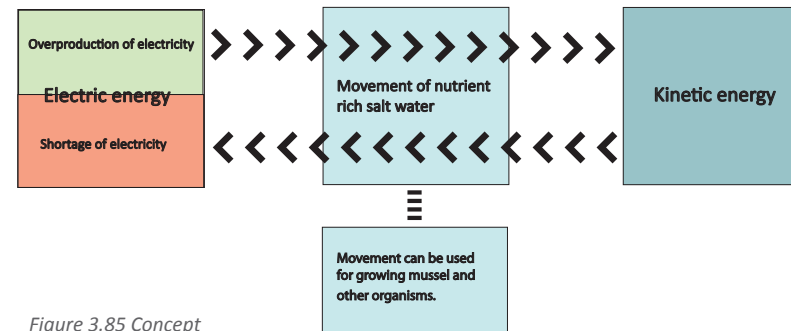 Overproduction of electricity
Electric energy
Shortage of electricity
Movement of nutrient
rich salt water
Kinetic energy
Movement can be used
for growing mussel and
other organisms.
Figure 3.85 Concept